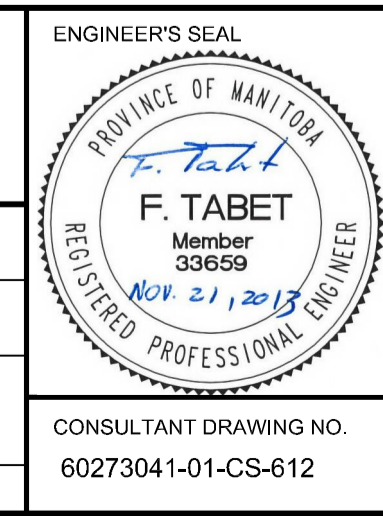 ENGINEER'S SEAL
PROVINCE OF MANITOBA
F. Tabet
F. TABET
Member
33659
NOV. 21, 2013
REGISTERED PROFESSIONAL ENGINEER
CONSULTANT DRAWING NO.
60273041-01-CS-612